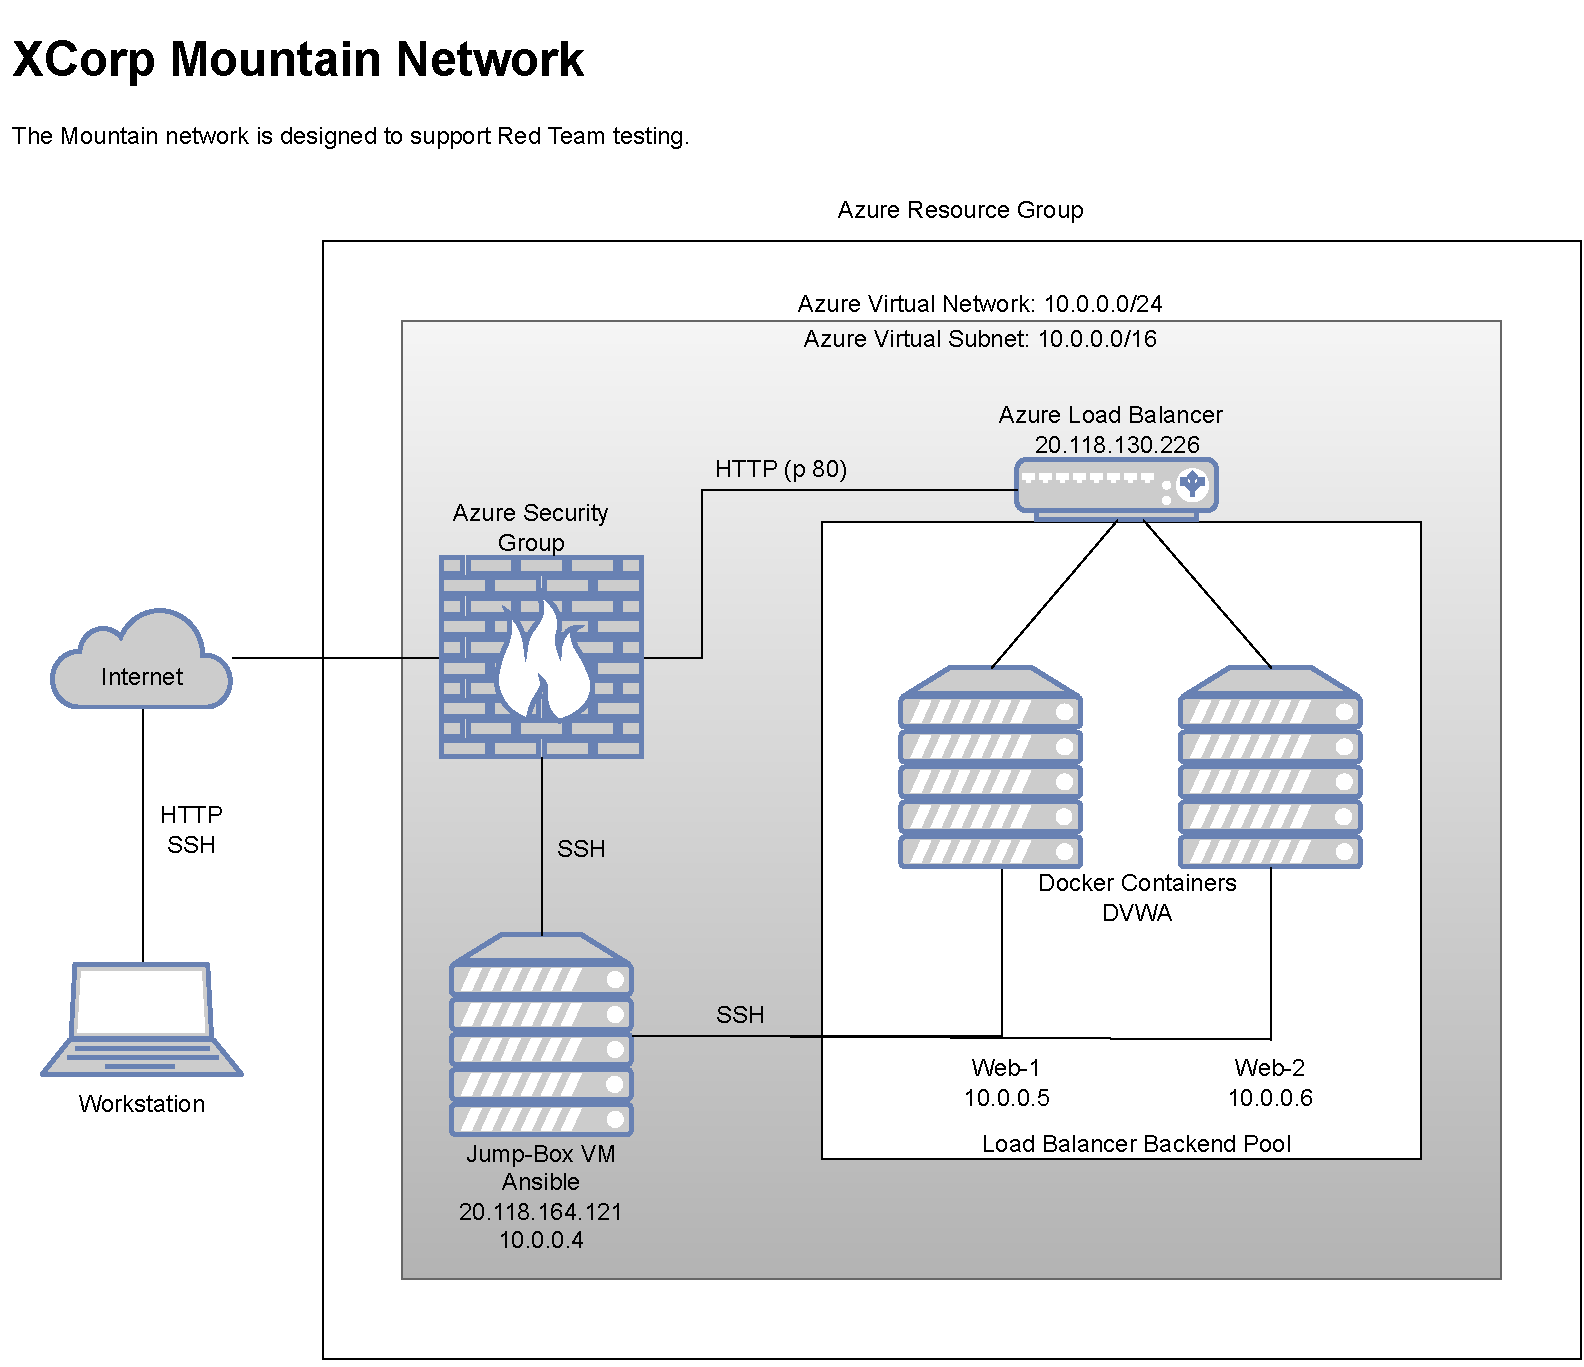 XCorp Mountain Network
The Mountain network is designed to support Red Team testing.
Azure Resource Group
Azure Virtual Network: 10.0.0.0/24
Azure Virtual Subnet: 10.0.0.0/16
Azure Load Balancer
20.118.130.226
HTTP (p 80)
Azure Security
Group
Internet
HTTP
SSH
SSH
Docker Containers
DVWA
SSH
Web-1
10.0.0.5
Web-2
10.0.0.6
Workstation
Load Balancer Backend Pool
Jump-Box VM
Ansible
20.118.164.121
10.0.0.4